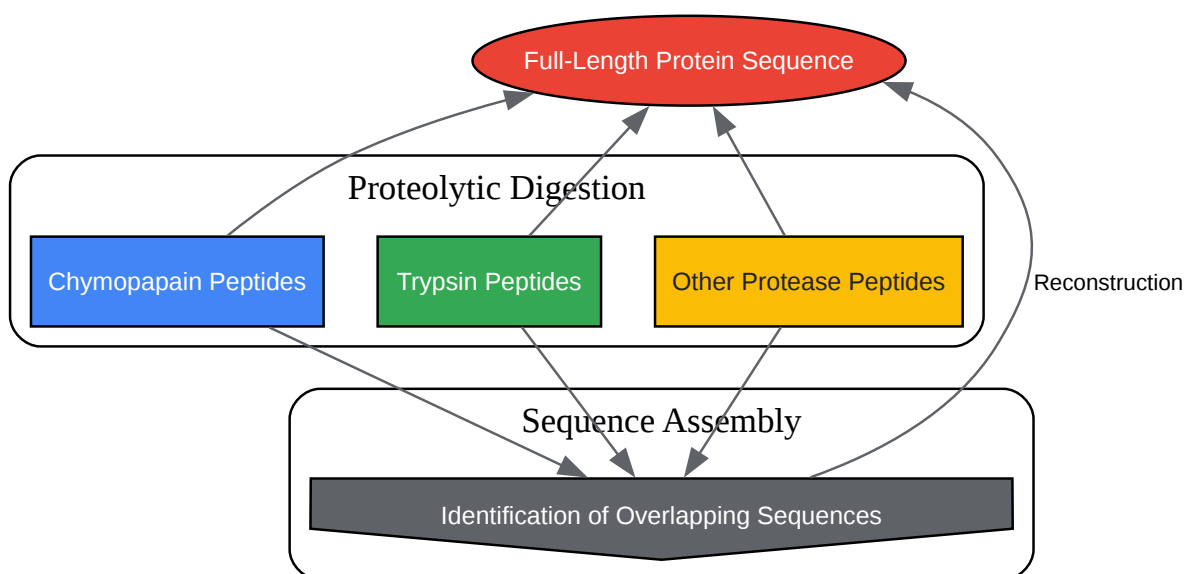 Full-Length Protein Sequence
Proteolytic Digestion
Chymopapain Peptides
Trypsin Peptides
Other Protease Peptides
Reconstruction
Sequence Assembly
Identification of Overlapping Sequences